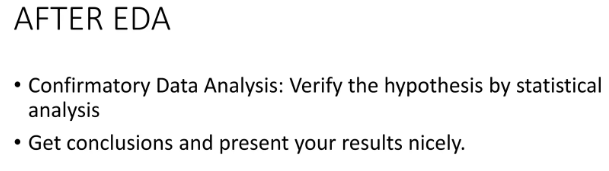 AFTER EDA
• Confirmatory Data Analysis: Verify the hypothesis by statistical
analysis
• Get conclusions and present your results nicely.